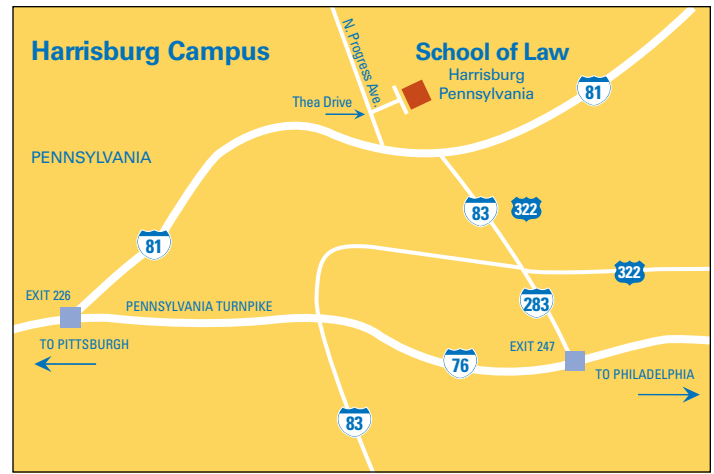 Harrisburg Campus
N. Progress Ave.
School of Law
Harrisburg
Pennsylvania
81
Thea Drive
PENNSYLVANIA
83
322
81
322
EXIT 226
PENNSYLVANIA TURNPIKE
283
TO PITTSBURGH
EXIT 247
76
TO PHILADELPHIA
83